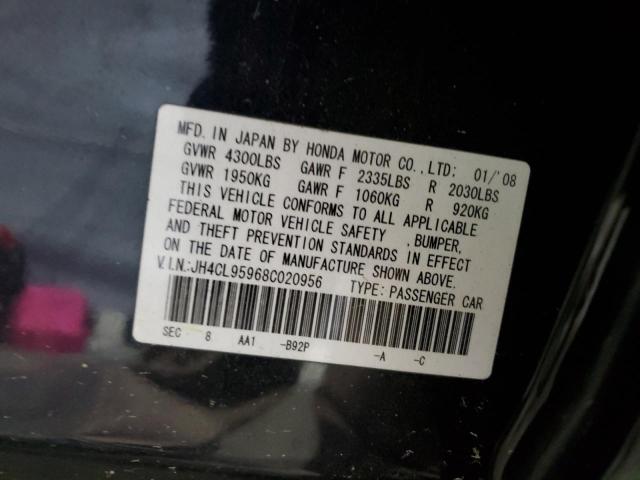 MFD. IN JAPAN BY HONDA MOTOR CO., LTD: 01/'08
GVWR 4300LBS GAWR F 2335LBS R 2030LBS
GVWR 1950KG GAWR F 1060KG R 920KG
THIS VEHICLE CONFORMS TO ALL APPLICABLE
FEDERAL MOTOR VEHICLE SAFETY , BUMPER,
AND THEFT PREVENTION STANDARDS IN EFFECT
ON THE DATE OF MANUFACTURE SHOWN ABOVE.
V.I.N.:JH4CL95968C020956 TYPE: PASSENGER CAR
SEC 8 AA1 -B92P -A -C